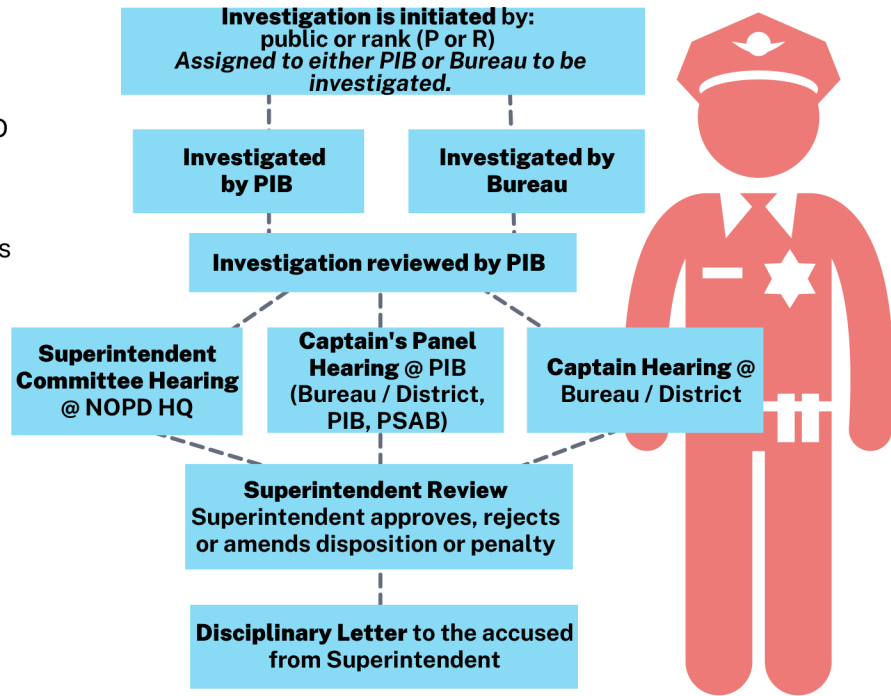 Investigation is initiated by:
public or rank (P or R)
Assigned to either PIB or Bureau to be
investigated.
Investigated
by PIB
Investigated by
Bureau
Investigation reviewed by PIB
Superintendent
Committee Hearing
@ NOPD HQ
Captain's Panel
Hearing @ PIB
(Bureau / District,
PIB, PSAB)
Captain Hearing @
Bureau / District
Superintendent Review
Superintendent approves, rejects
or amends disposition or penalty
Disciplinary Letter to the accused
from Superintendent